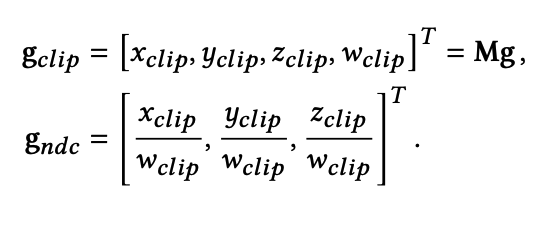 g_clip = [x_clip, y_clip, z_clip, w_clip]^T = Mg,
g_ndc = [x_clip/w_clip, y_clip/w_clip, z_clip/w_clip]^T .